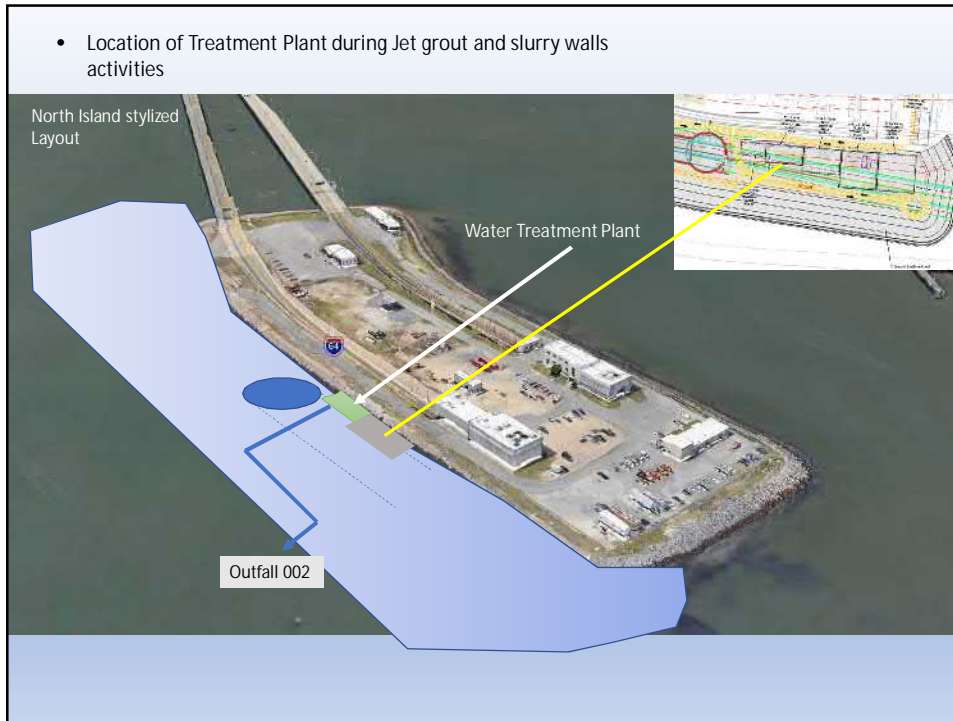 • Location of Treatment Plant during Jet grout and slurry walls
activities
North Island stylized
Layout
Water Treatment Plant
64
Outfall 002